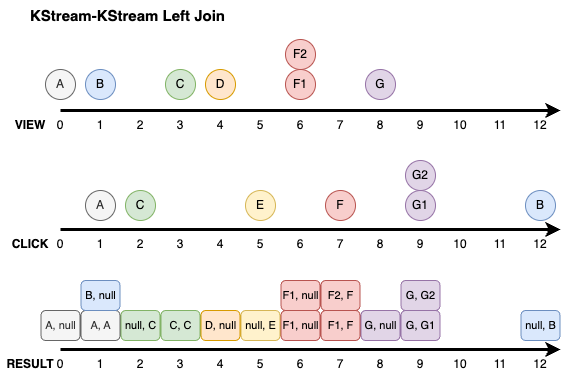 KStream-KStream Left Join
F2
A B C D F1 G
VIEW 0 1 2 3 4 5 6 7 8 9 10 11 12
G2
A C E F G1 B
CLICK 0 1 2 3 4 5 6 7 8 9 10 11 12
B, null F1, null F2, F G, G2
A, null A, A null, C C, C D, null null, E F1, null F1, F G, null G, G1 null, B
RESULT 0 1 2 3 4 5 6 7 8 9 10 11 12